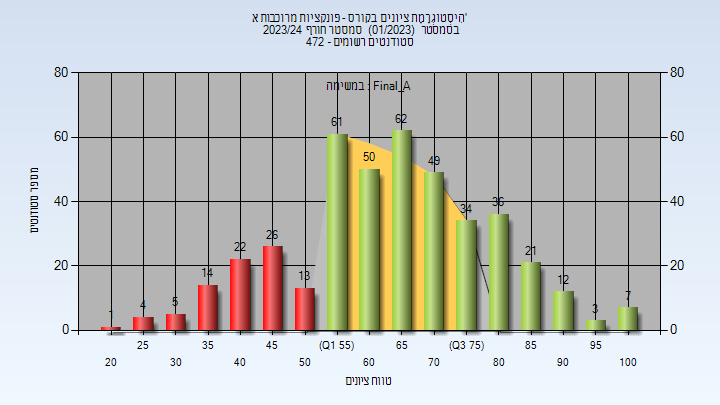 היסטוגרמת ציונים בקורס - פונקציות מרוכבות א'
בסמסטר (01/2023) סמסטר חורף 2023/24
סטודנטים רשומים - 472
במשימה : Final_A
80 80
60 60
40 40
20 20
0 0
מספר סטודנטים
1 4 5 14 22 26 13 61 50 62 49 34 36 21 12 3 7
25 35 45 (Q1 55) 65 (Q3 75) 85 95
20 30 40 50 60 70 80 90 100
טווח ציונים